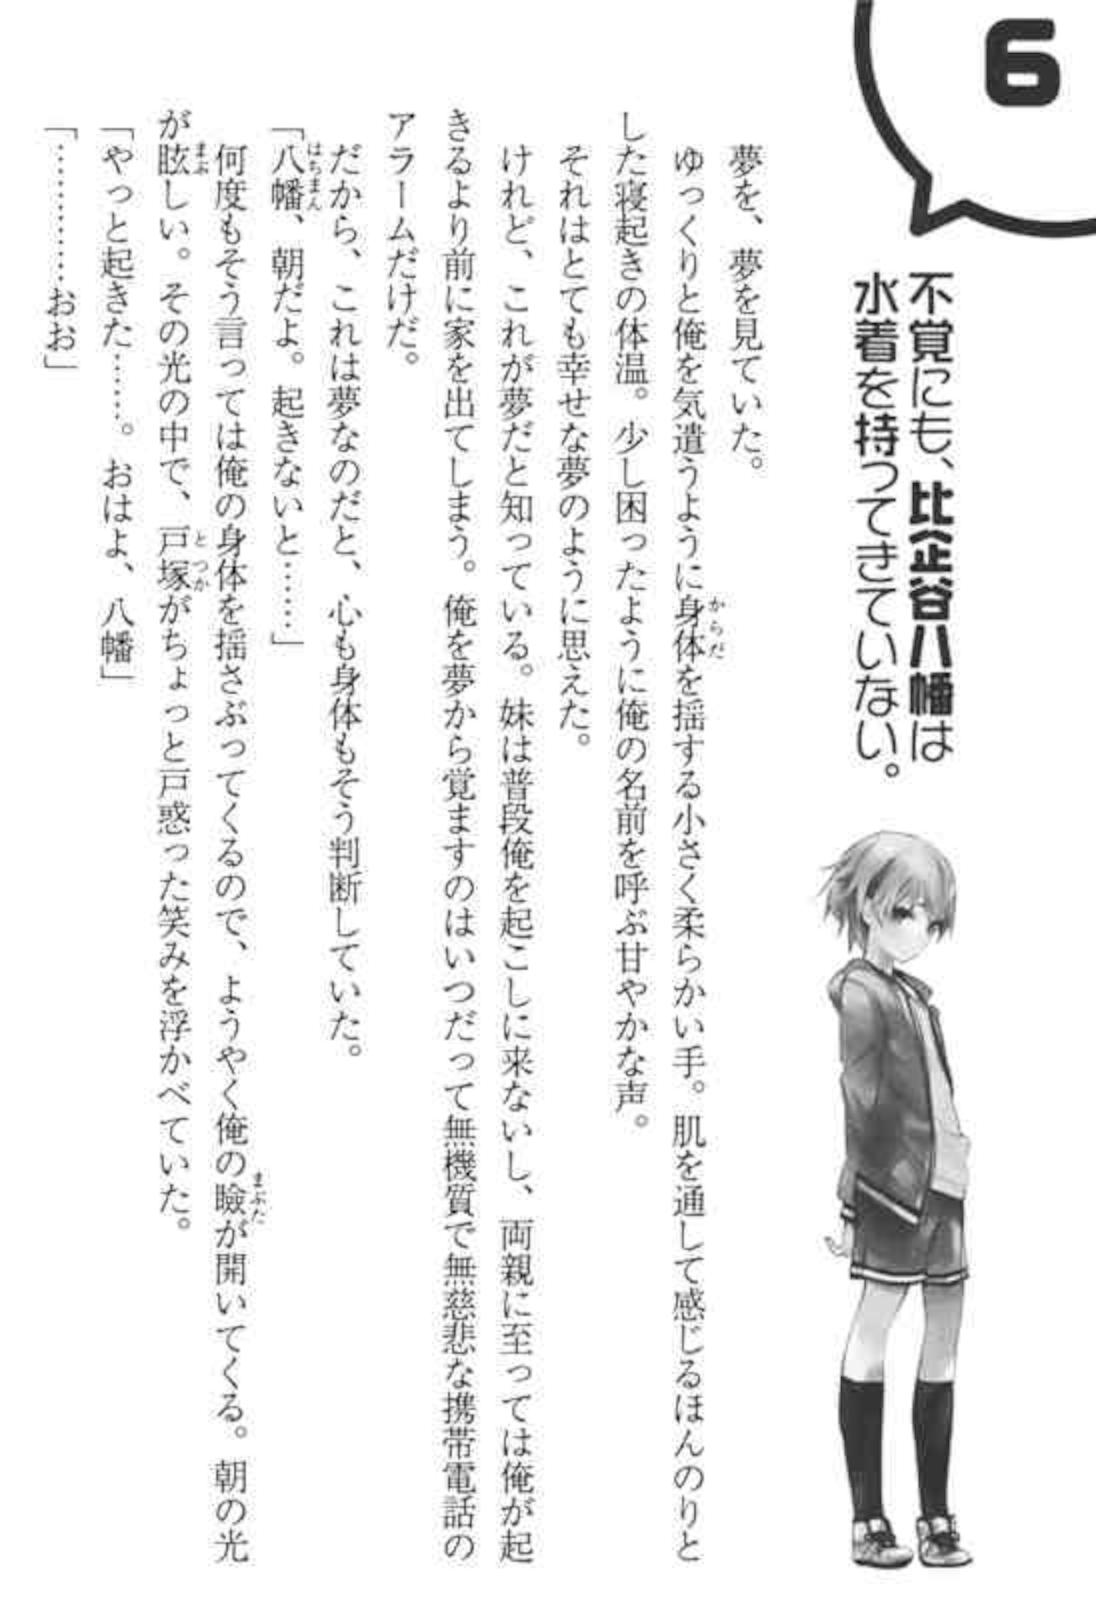 6
不覚にも、比企谷八幡は
水着を持ってきていない。
夢を、夢を見ていた。
ゆっくりと俺を気遣うように身体を揺する小さく柔らかい手。肌を通して感じるほんのりと
した寝起きの体温。少し困ったように俺の名前を呼ぶ甘やかな声。
それはとても幸せな夢のように思えた。
けれど、これが夢だと知っている。妹は普段俺を起こしに来ないし、両親に至っては俺が起
きるより前に家を出てしまう。俺を夢から覚ますのはいつだって無機質で無慈悲な携帯電話の
アラームだけだ。
だから、これは夢なのだと、心も身体もそう判断していた。
「八幡、朝だよ。起きないと……」
何度もそう言っては俺の身体を揺さぶってくるので、ようやく俺の瞼が開いてくる。朝の光
が眩しい。その光の中で、戸塚がちょっと戸惑った笑みを浮かべていた。
「やっと起きた……。おはよ、八幡」
「…………おお」